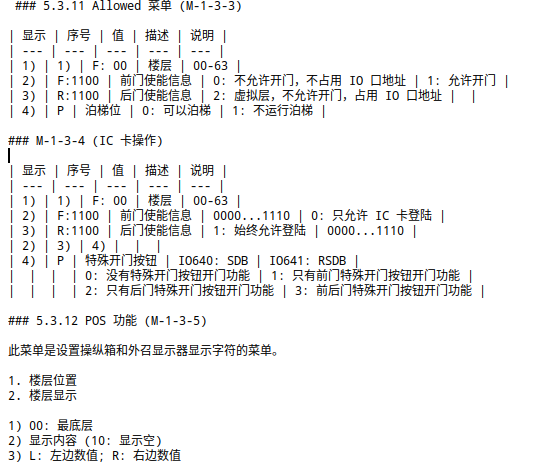 ### 5.3.11 Allowed 菜单 (M-1-3-3)
| 显示 | 序号 | 值 | 描述 | 说明 |
| --- | --- | --- | --- | --- |
| 1) | 1) | F: 00 | 楼层 | 00-63 |
| 2) | F:1100 | 前门使能信息 | 0: 不允许开门, 不占用 IO 口地址 | 1: 允许开门 |
| 3) | R:1100 | 后门使能信息 | 2: 虚拟层, 不允许开门, 占用 IO 口地址 |  |
| 4) | P | 泊梯位 | 0: 可以泊梯 | 1: 不运行泊梯 |
### M-1-3-4 (IC 卡操作)
| 显示 | 序号 | 值 | 描述 | 说明 |
| --- | --- | --- | --- | --- |
| 1) | 1) | F: 00 | 楼层 | 00-63 |
| 2) | F:1100 | 前门使能信息 | 0000...1110 | 0: 只允许 IC 卡登陆 |
| 3) | R:1100 | 后门使能信息 | 1: 始终允许登陆 | 0000...1110 |
| 2) | 3) | 4) |  |  |
| 4) | P | 特殊开门按钮 | IO640: SDB | IO641: RSDB |
|  |  |  | 0: 没有特殊开门按钮开门功能 | 1: 只有前门特殊开门按钮开门功能 |
|  |  |  | 2: 只有后门特殊开门按钮开门功能 | 3: 前后门特殊开门按钮开门功能 |
### 5.3.12 POS 功能 (M-1-3-5)
此菜单是设置操纵箱和外召显示器显示字符的菜单。
1. 楼层位置
2. 楼层显示
1) 00: 最底层
2) 显示内容 (10: 显示空)
3) L: 左边数值; R: 右边数值